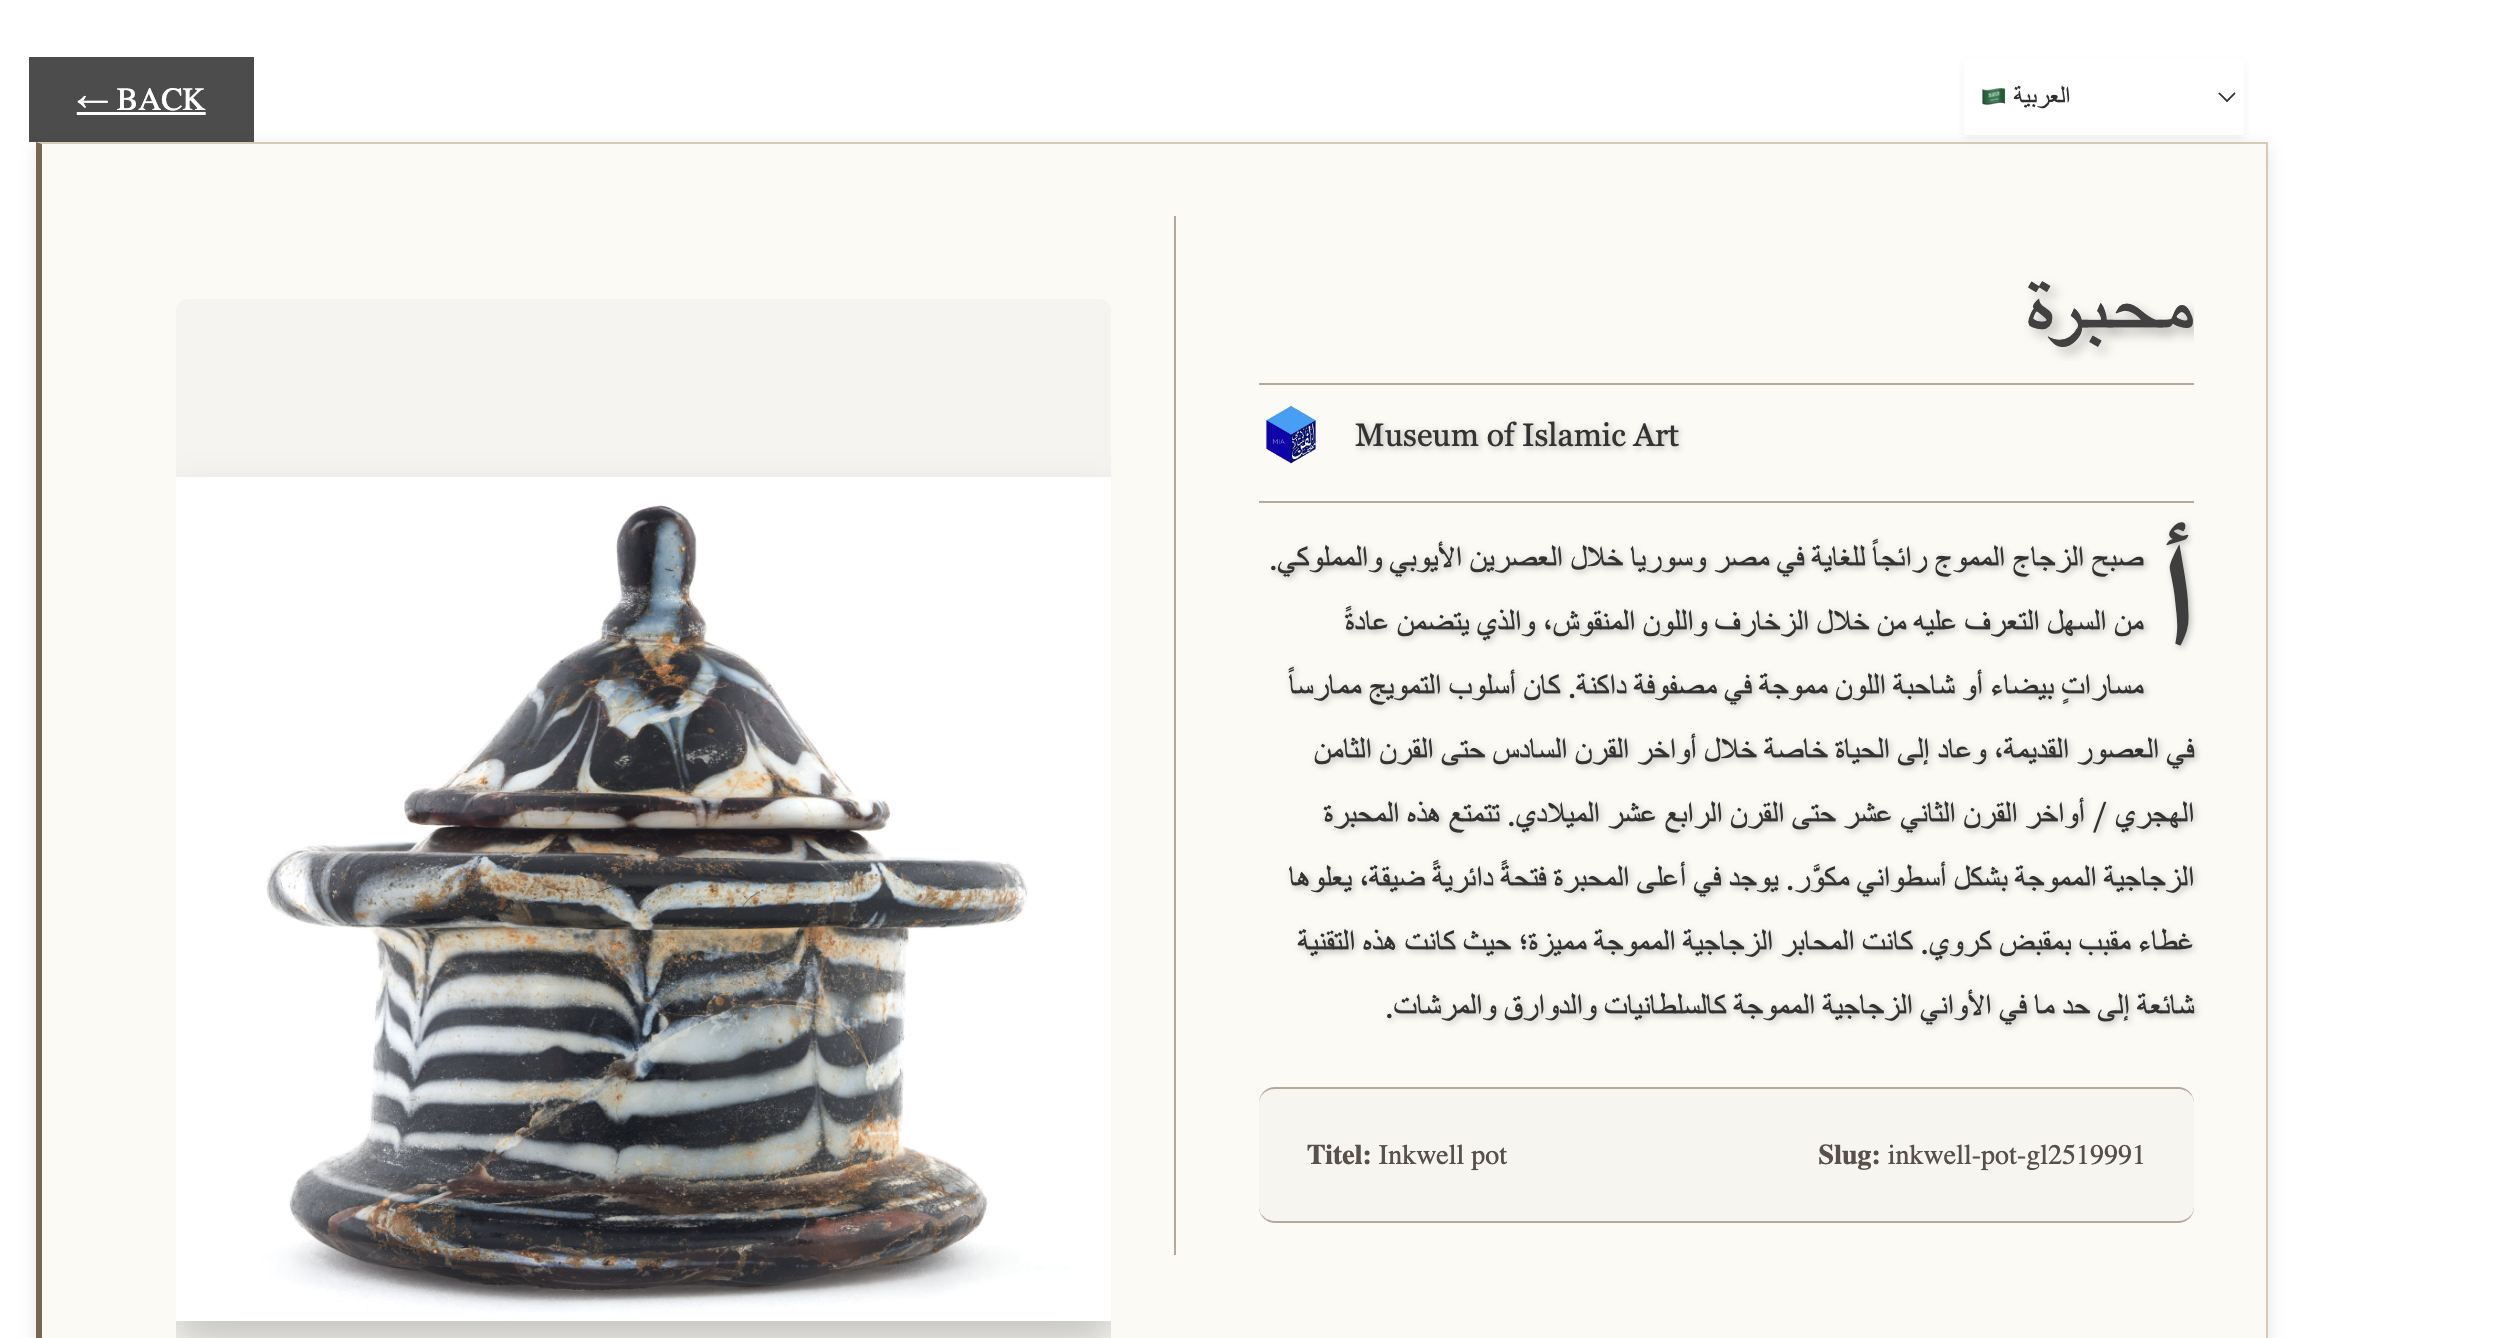 ← BACK
العربية
محبرة
MIA
Museum of Islamic Art
أصبح الزجاج المموج رائجاً للغاية في مصر وسوريا خلال العصرين الأيوبي والمملوكي.
من السهل التعرف عليه من خلال الزخارف واللون المنقوش، والذي يتضمن عادةً
مساراتٍ بيضاء أو شاحبة اللون مموجة في مصفوفة داكنة. كان أسلوب التمويج ممارساً
في العصور القديمة، وعاد إلى الحياة خاصة خلال أواخر القرن السادس حتى القرن الثامن
الهجري / أواخر القرن الثاني عشر حتى القرن الرابع عشر الميلادي. تتمتع هذه المحبرة
الزجاجية المموجة بشكل أسطواني مكوَّر. يوجد في أعلى المحبرة فتحةً دائريةً ضيقة، يعلوها
غطاء مقبب بمقبض كروي. كانت المحابر الزجاجية المموجة مميزة؛ حيث كانت هذه التقنية
شائعة إلى حد ما في الأواني الزجاجية المموجة كالسلطانيات والدوارق والمرشات.
Titel: Inkwell pot
Slug: inkwell-pot-gl2519991